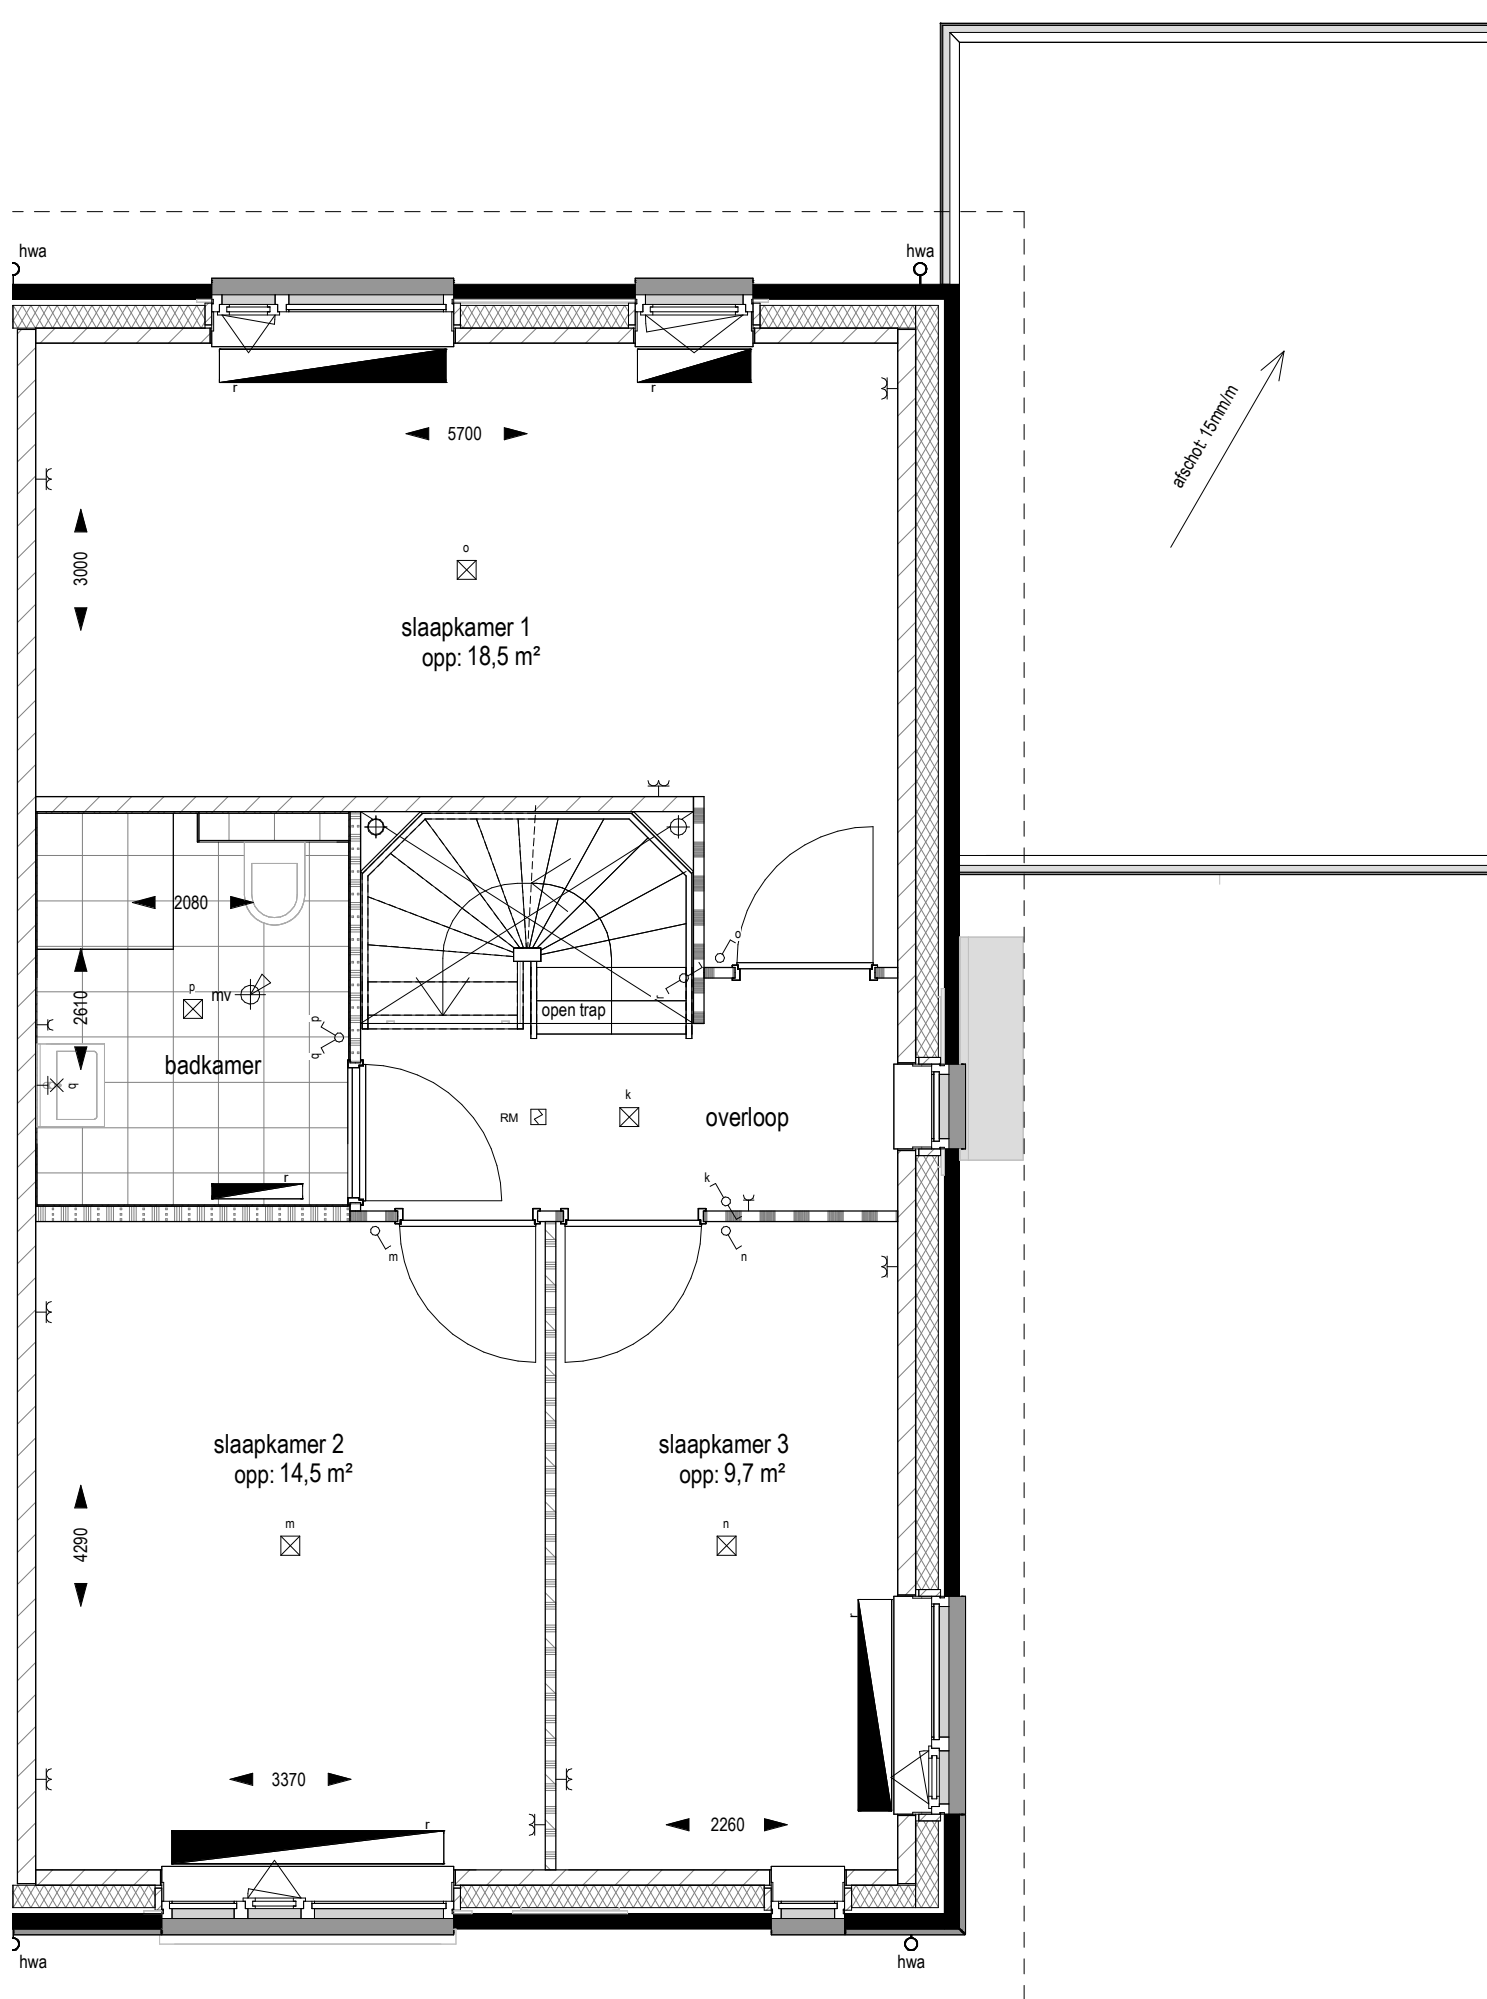 hwa
hwa
r
r
5700
afschot: 15mm/m
3000
o
slaapkamer 1
opp: 18,5 m²
2080
o
r
p
mv
2610
open trap
p
q
badkamer
q
RM
k
overloop
r
k
m
n
slaapkamer 2
opp: 14,5 m²
slaapkamer 3
opp: 9,7 m²
m
n
4290
r
3370
r
2260
hwa
hwa